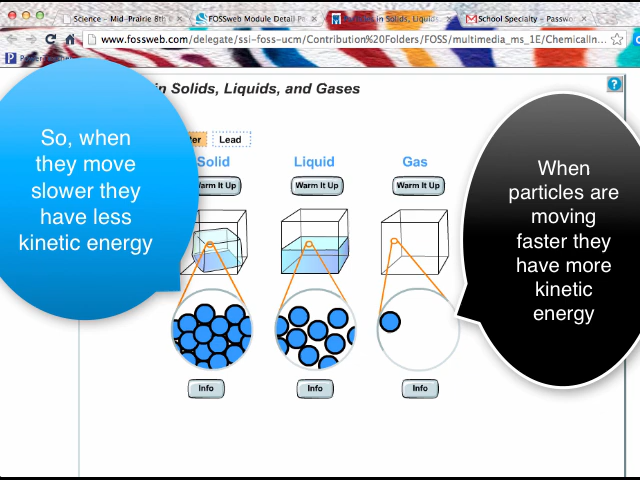 Science - Mid-Prairie 8th
FOSSweb Module Detail P
Particles in Solids, Liquids,
School Specialty - Passwo
www.fossweb.com/delegate/ssi-foss-ucm/Contribution%20Folders/FOSS/multimedia_ms_1E/ChemicalIn...
in Solids, Liquids, and Gases
Lead
Solid
Liquid
Gas
Warm It Up
Warm It Up
Warm It Up
So, when
they move
slower they
have less
kinetic energy
When
particles are
moving
faster they
have more
kinetic
energy
Info
Info
Info